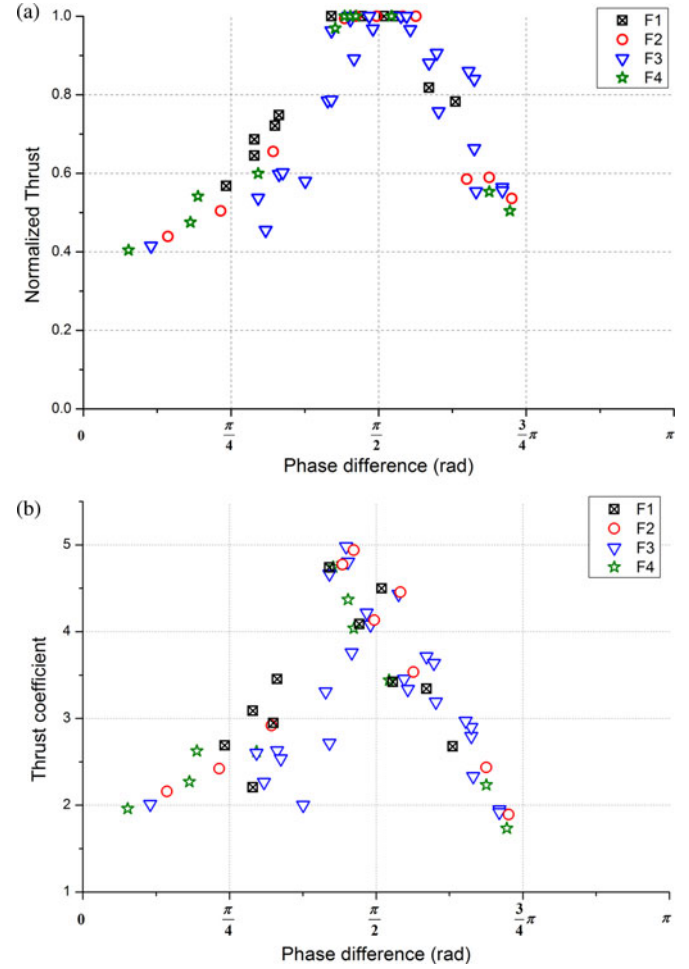 (a)
1.0
0.8
0.6
0.4
0.2
0.0
Normalized Thrust
F1
F2
F3
F4
0
π/4
π/2
3/4 π
π
Phase difference (rad)
(b)
5
4
3
2
1
Thrust coefficient
F1
F2
F3
F4
0
π/4
π/2
3/4 π
π
Phase difference (rad)